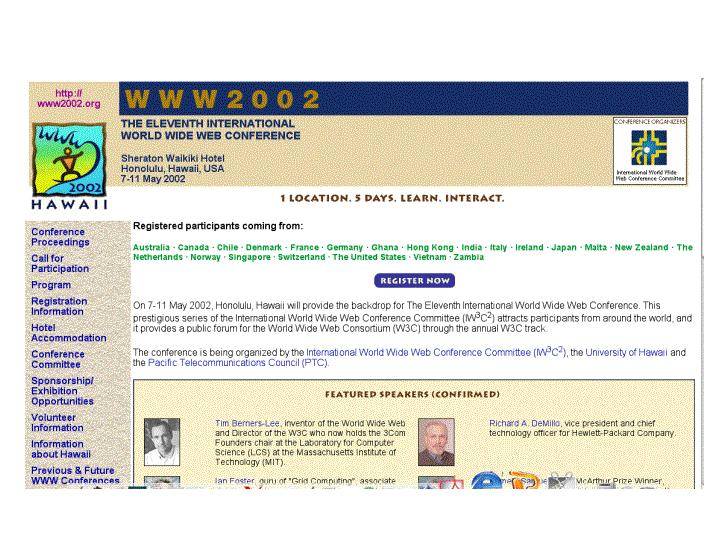 http://
www2002.org
WWW2002
THE ELEVENTH INTERNATIONAL
WORLD WIDE WEB CONFERENCE
Sheraton Waikiki Hotel
Honolulu, Hawaii, USA
7-11 May 2002
WWW
2002
HAWAII
CONFERENCE ORGANIZERS
International World Wide
Web Conference Committee
1 LOCATION. 5 DAYS. LEARN. INTERACT.
Conference
Proceedings
Call for
Participation
Program
Registration
Information
Hotel
Accommodation
Conference
Committee
Sponsorship/
Exhibition
Opportunities
Volunteer
Information
Information
about Hawaii
Previous & Future
WWW Conferences
Registered participants coming from:
Australia · Canada · Chile · Denmark · France · Germany · Ghana · Hong Kong · India · Italy · Ireland · Japan · Malta · New Zealand · The
Netherlands · Norway · Singapore · Switzerland · The United States · Vietnam · Zambia
REGISTER NOW
On 7-11 May 2002, Honolulu, Hawaii will provide the backdrop for The Eleventh International World Wide Web Conference. This
prestigious series of the International World Wide Web Conference Committee (IW3C2) attracts participants from around the world, and
it provides a public forum for the World Wide Web Consortium (W3C) through the annual W3C track.
The conference is being organized by the International World Wide Web Conference Committee (IW3C2), the University of Hawaii and
the Pacific Telecommunications Council (PTC).
FEATURED SPEAKERS (CONFIRMED)
Tim Berners-Lee, inventor of the World Wide Web
and Director of the W3C who now holds the 3Com
Founders chair at the Laboratory for Computer
Science (LCS) at the Massachusetts Institute of
Technology (MIT).
Richard A. DeMillo, vice president and chief
technology officer for Hewlett-Packard Company.
Ian Foster, guru of "Grid Computing", associate
McArthur Prize Winner,